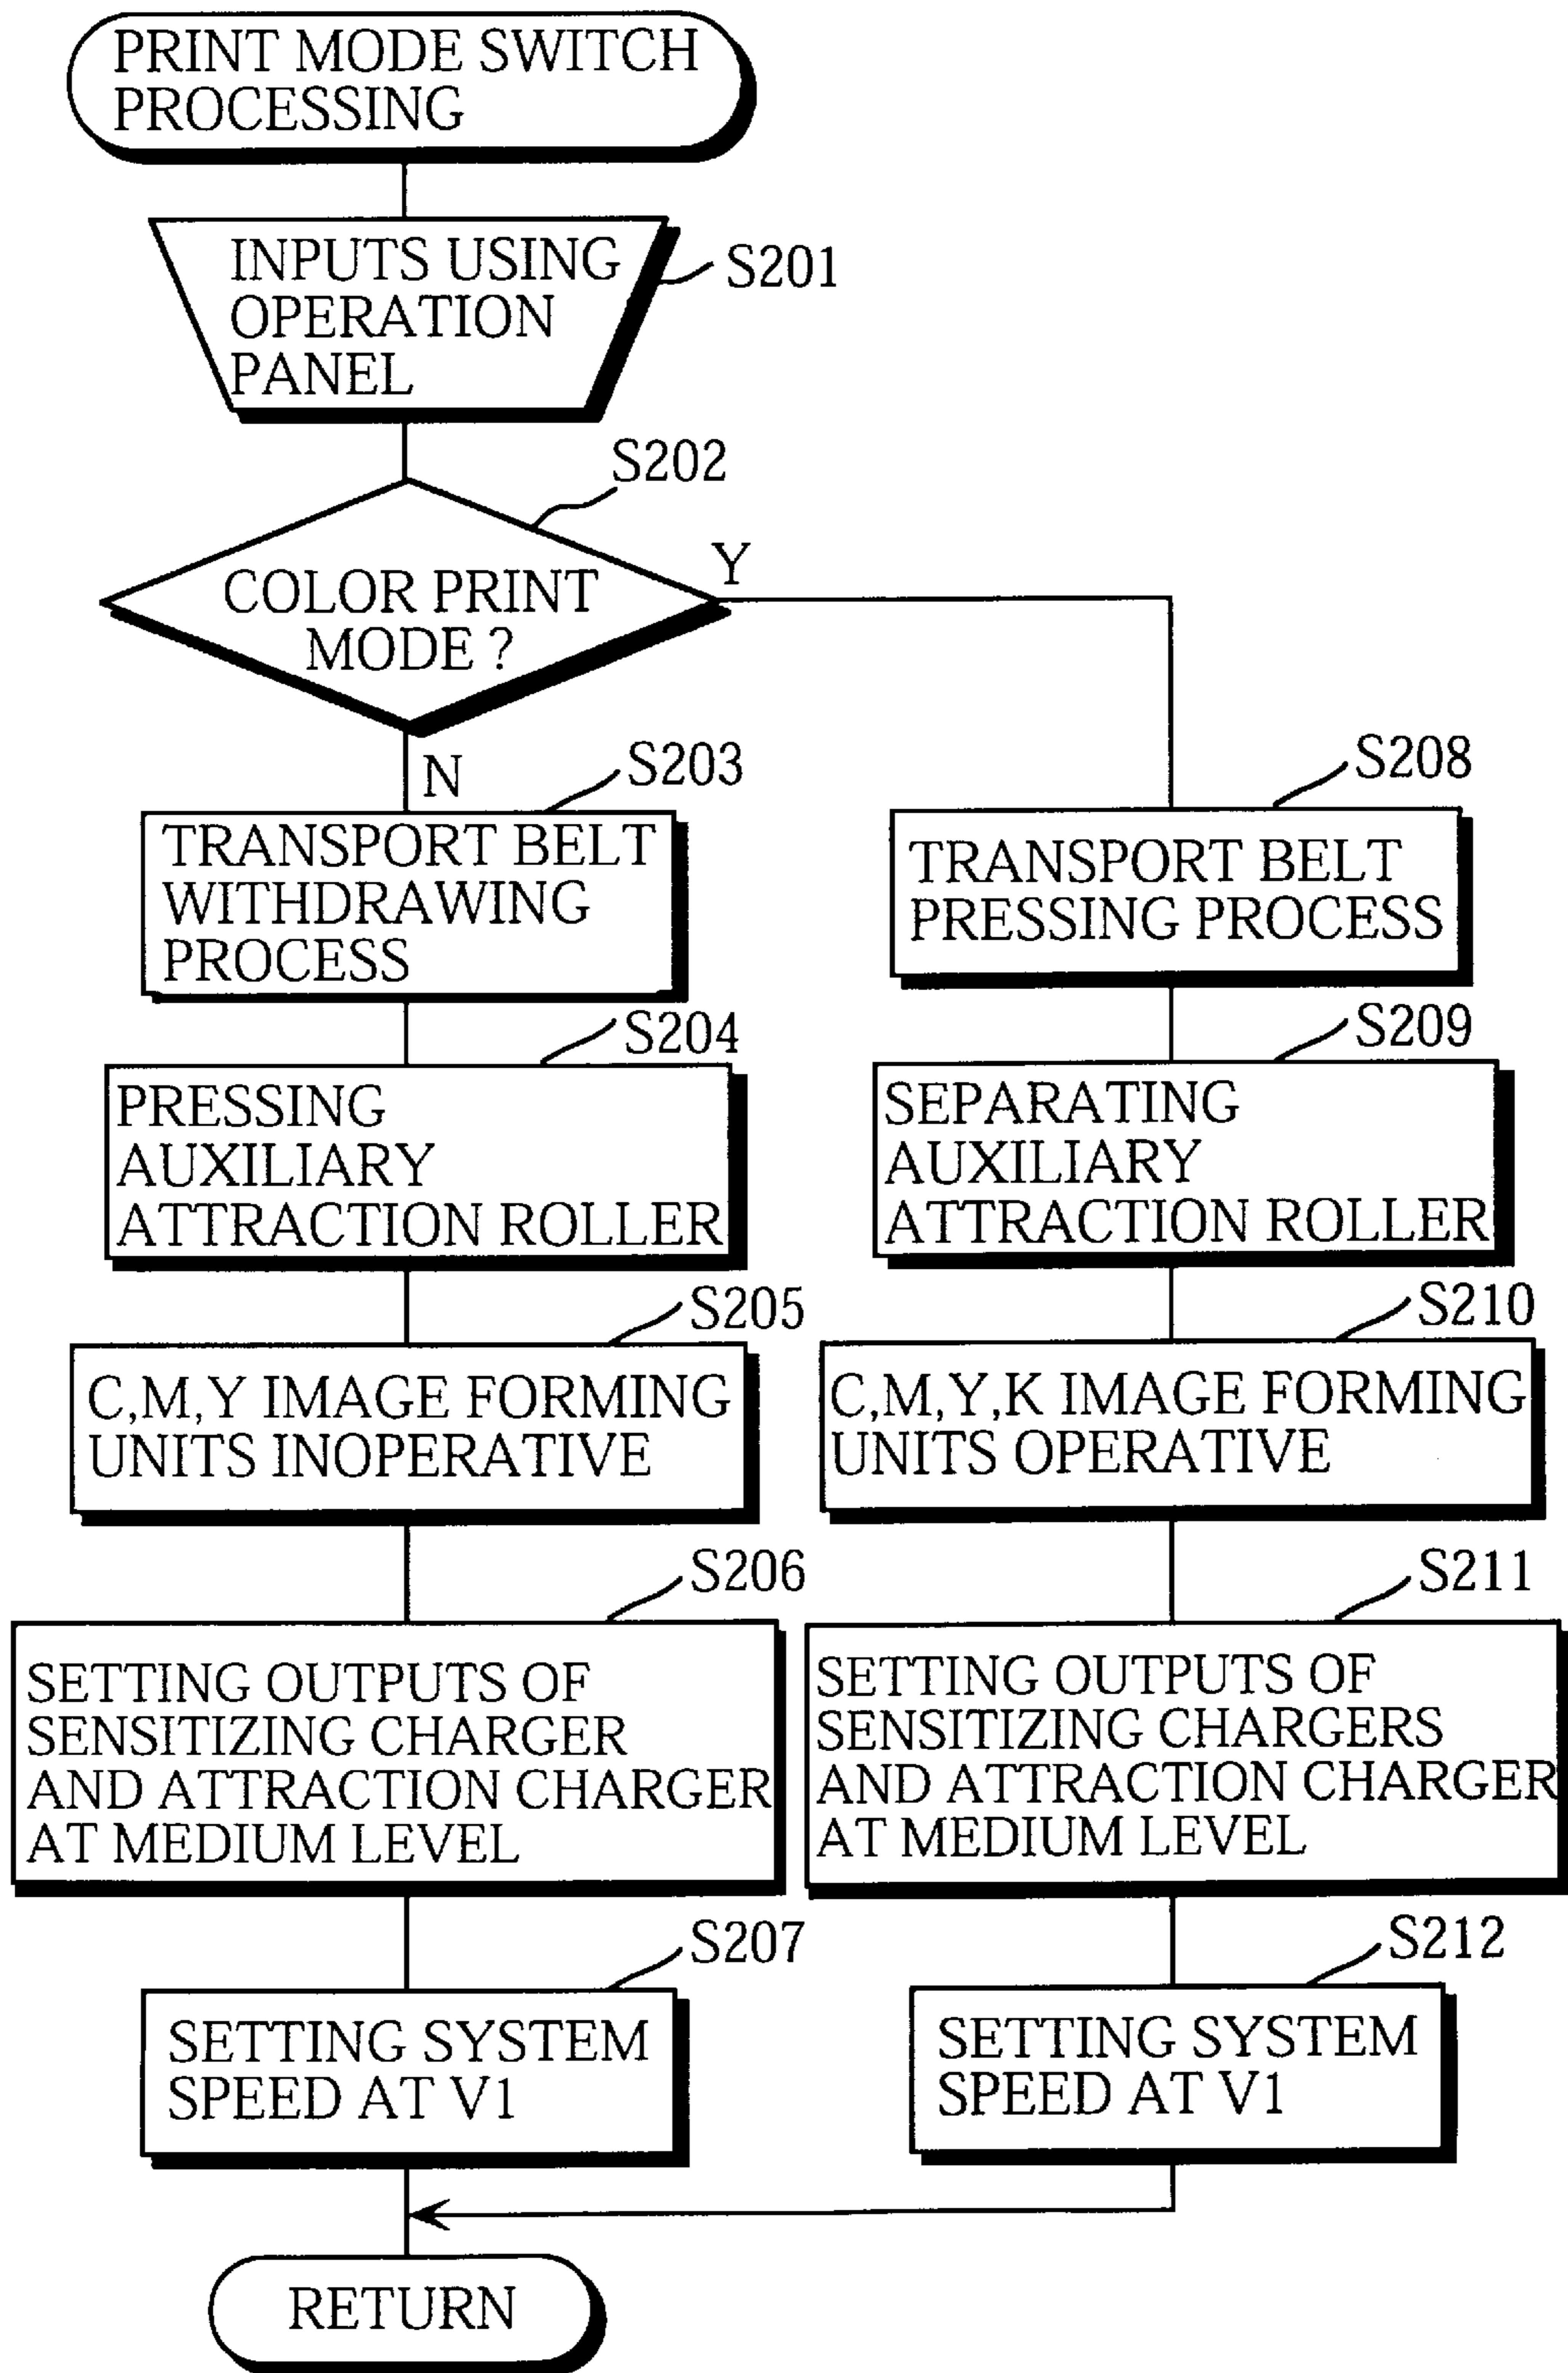 PRINT MODE SWITCH
PROCESSING
INPUTS USING
OPERATION
PANEL
S201
S202
COLOR PRINT
MODE ?
Y
N
S203
TRANSPORT BELT
WITHDRAWING
PROCESS
S204
PRESSING
AUXILIARY
ATTRACTION ROLLER
S205
C,M,Y IMAGE FORMING
UNITS INOPERATIVE
S206
SETTING OUTPUTS OF
SENSITIZING CHARGER
AND ATTRACTION CHARGER
AT MEDIUM LEVEL
S207
SETTING SYSTEM
SPEED AT V1
S208
TRANSPORT BELT
PRESSING PROCESS
S209
SEPARATING
AUXILIARY
ATTRACTION ROLLER
S210
C,M,Y,K IMAGE FORMING
UNITS OPERATIVE
S211
SETTING OUTPUTS OF
SENSITIZING CHARGERS
AND ATTRACTION CHARGER
AT MEDIUM LEVEL
S212
SETTING SYSTEM
SPEED AT V1
RETURN